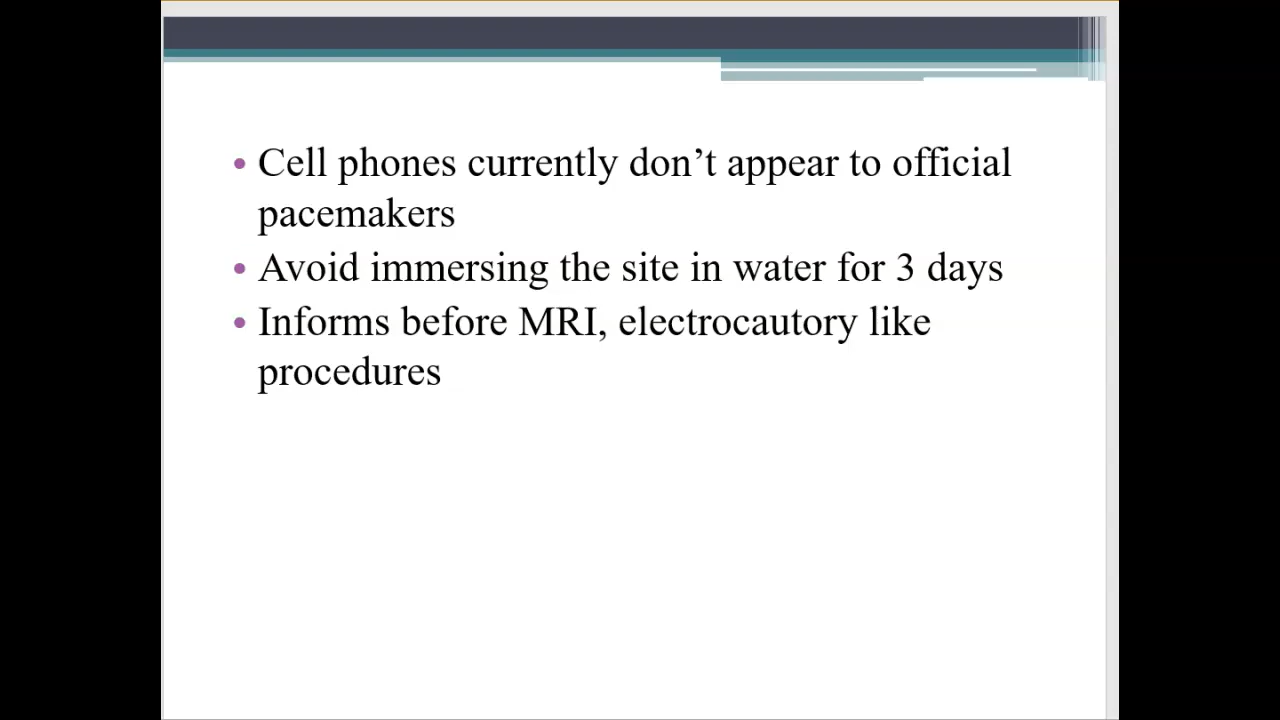 • Cell phones currently don’t appear to official
pacemakers
• Avoid immersing the site in water for 3 days
• Informs before MRI, electrocautory like
procedures